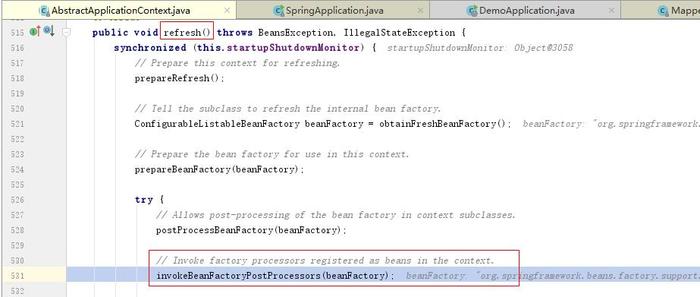 AbstractApplicationContext.java × SpringApplication.java × DemoApplication.java × Mappe
515 public void refresh() throws BeansException, IllegalStateException {
516 synchronized (this.startupShutdownMonitor) { startupShutdownMonitor: Object@3058
517 // Prepare this context for refreshing.
518 prepareRefresh();
519
520 // Tell the subclass to refresh the internal bean factory.
521 ConfigurableListableBeanFactory beanFactory = obtainFreshBeanFactory(); beanFactory: "org.springframework.
522
523 // Prepare the bean factory for use in this context.
524 prepareBeanFactory(beanFactory);
525
526 try {
527 // Allows post-processing of the bean factory in context subclasses.
528 postProcessBeanFactory(beanFactory);
529
530 // Invoke factory processors registered as beans in the context.
531 invokeBeanFactoryPostProcessors(beanFactory); beanFactory: "org.springframework.beans.factory.support.